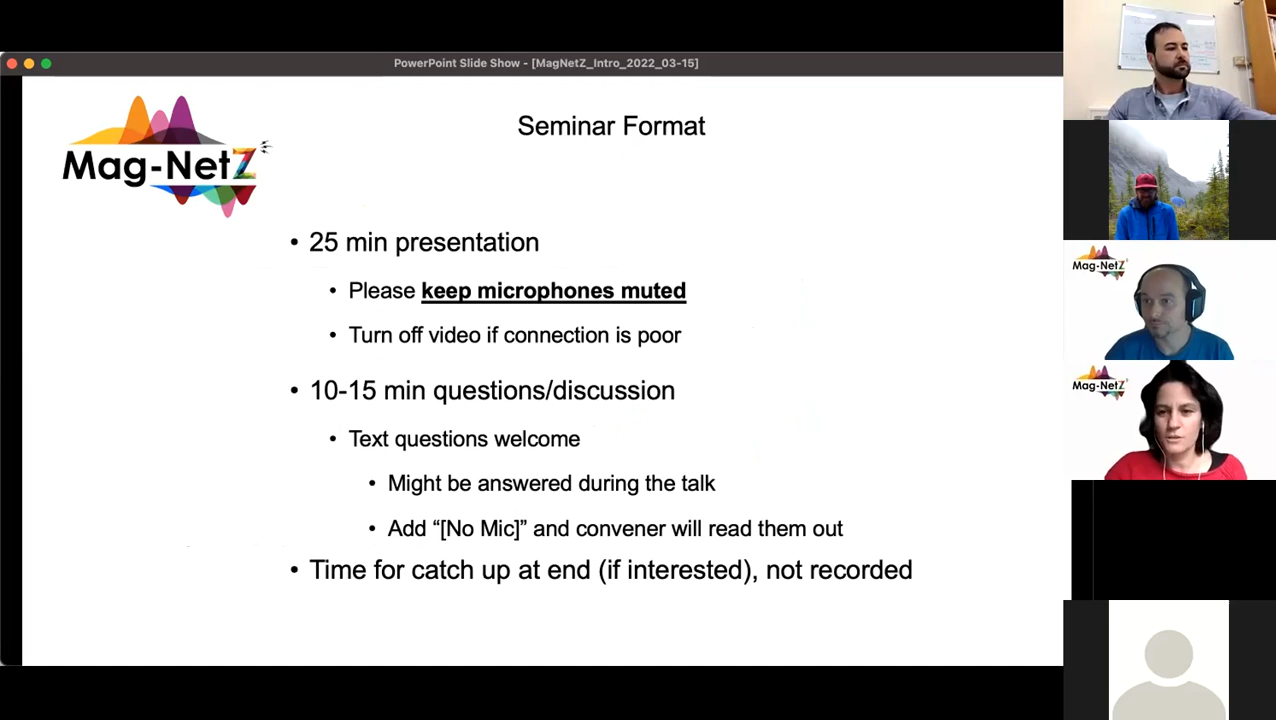 PowerPoint Slide Show - [MagNetZ_Intro_2022_03-15]
Mag-NetZ
Seminar Format
• 25 min presentation
• Please keep microphones muted
• Turn off video if connection is poor
• 10-15 min questions/discussion
• Text questions welcome
• Might be answered during the talk
• Add “[No Mic]” and convener will read them out
• Time for catch up at end (if interested), not recorded
Mag-NetZ
Mag-NetZ